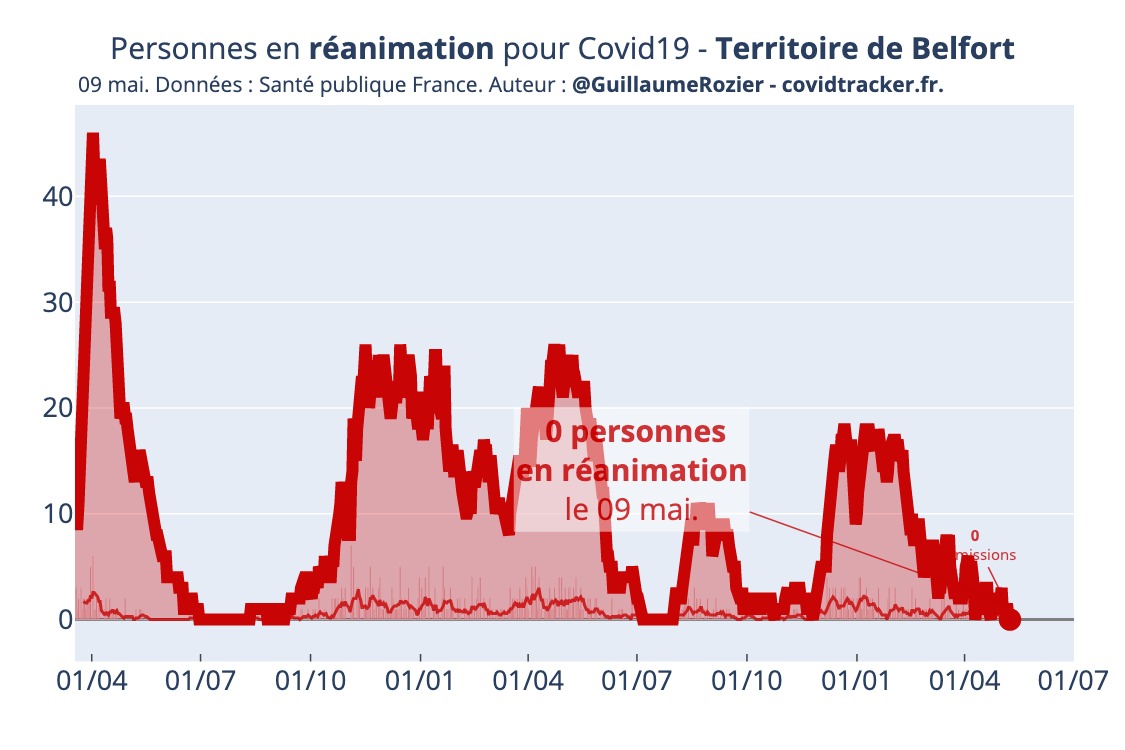 Personnes en réanimation pour Covid19 - Territoire de Belfort
09 mai. Données : Santé publique France. Auteur : @GuillaumeRozier - covidtracker.fr.
40
30
20
10
0
0 personnes
en réanimation
le 09 mai.
0
01/04 01/07 01/10 01/01 01/04 01/07 01/10 01/01 01/04 01/07